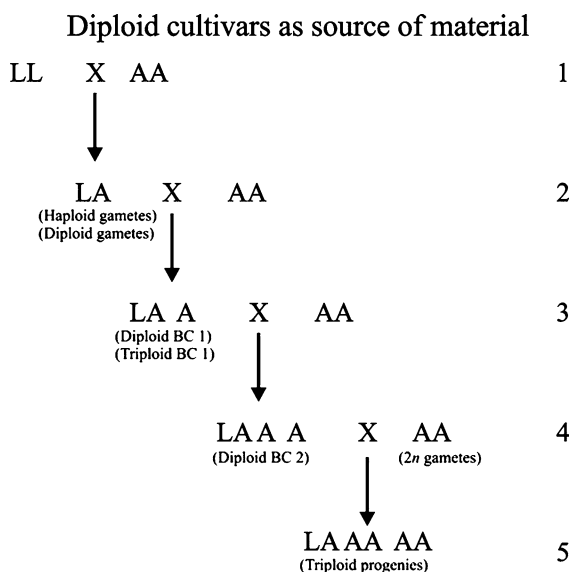 Diploid cultivars as source of material
LL X AA 1
LA X AA 2
(Haploid gametes)
(Diploid gametes)
LA A X AA 3
(Diploid BC 1)
(Triploid BC 1)
LA A A X AA 4
(Diploid BC 2) (2n gametes)
LA AA AA 5
(Triploid progenies)